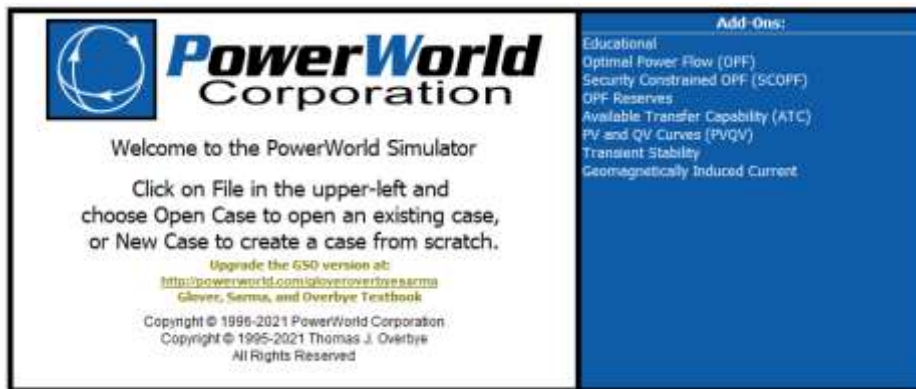 PowerWorld
Corporation
Welcome to the PowerWorld Simulator
Click on File in the upper-left and
choose Open Case to open an existing case,
or New Case to create a case from scratch.
Upgrade the GSO version at:
http://powerworld.com/gloveroverbyesarma
Glover, Sarma, and Overbye Textbook
Copyright © 1996-2021 PowerWorld Corporation
Copyright © 1995-2021 Thomas J. Overbye
All Rights Reserved
Add-Ons:
Educational
Optimal Power Flow (OPF)
Security Constrained OPF (SCOPF)
OPF Reserves
Available Transfer Capability (ATC)
PV and QV Curves (PVQV)
Transient Stability
Geomagnetically Induced Current